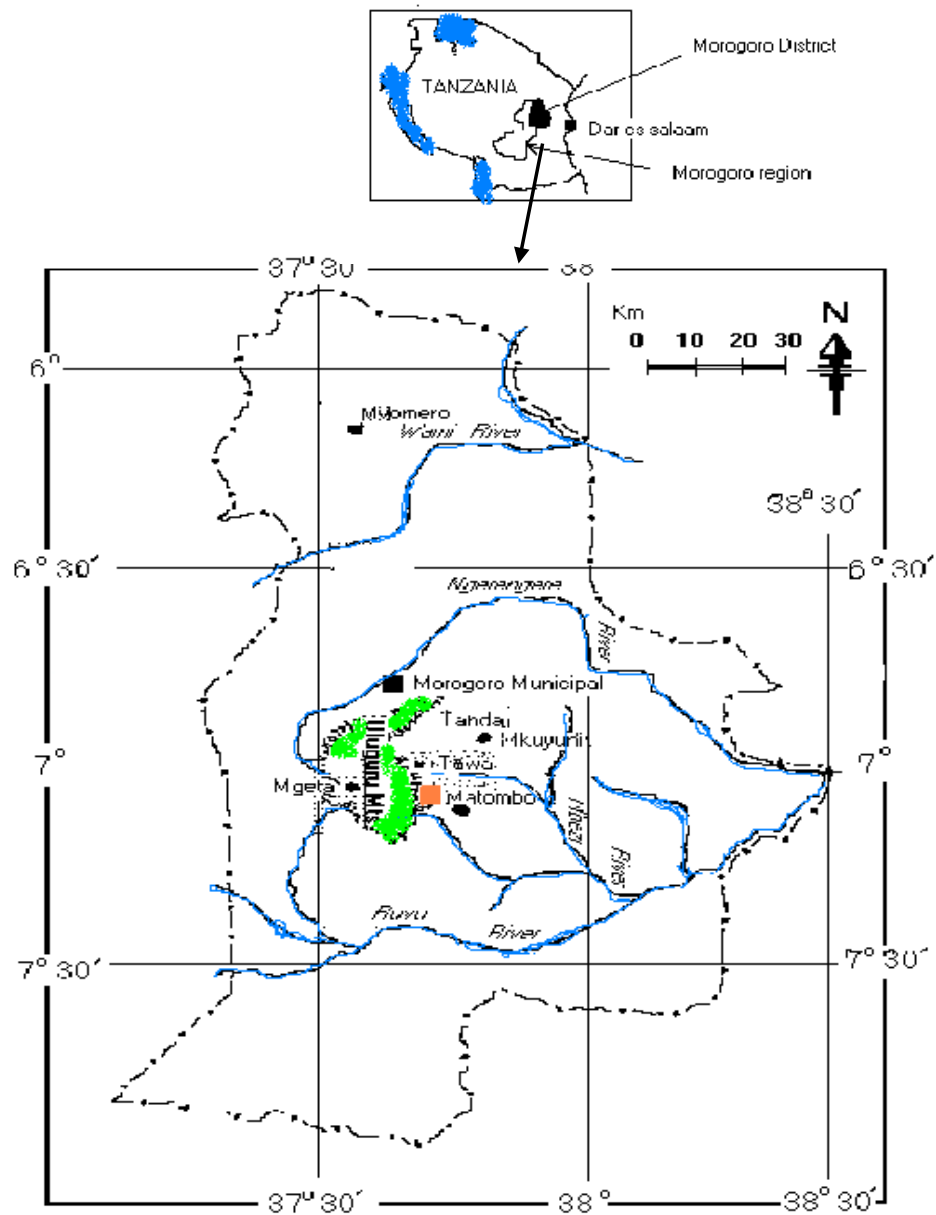 Morogoro District
TANZANIA
Dar es salaam
Morogoro region
37° 30 38
Km
0 10 20 30
N
6°
Mvomero
Wami River
38° 30′
6° 30′ 6° 30′
Ngerengere
River
Morogoro Municipal
Tandai
Mkuyuni
Uluguru Mts
7° 7°
Tawa
Mgeta
Matombo
River
Ruvu
River
7° 30′ 7° 30′
37° 30′ 38° 38° 30′